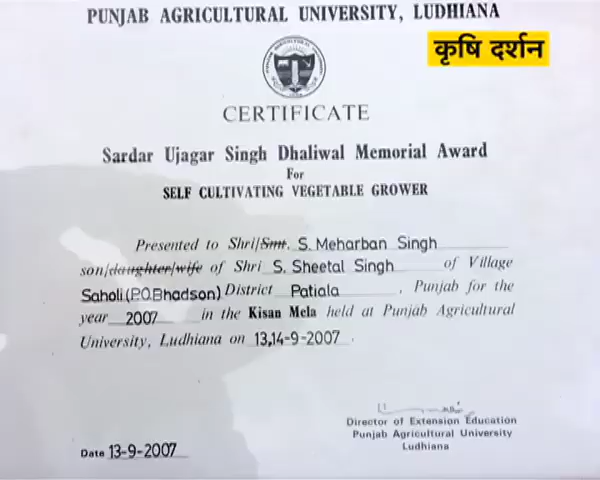 PUNJAB AGRICULTURAL UNIVERSITY, LUDHIANA
कृषि दर्शन
CERTIFICATE
Sardar Ujagar Singh Dhaliwal Memorial Award
For
SELF CULTIVATING VEGETABLE GROWER
Presented to Shri/Smt. S. Meharban Singh
son/daughter/wife of Shri S. Sheetal Singh of Village
Saholi (P.O.Bhadson) District Patiala, Punjab for the
year 2007 in the Kisan Mela held at Punjab Agricultural
University, Ludhiana on 13,14-9-2007.
Director of Extension Education
Punjab Agricultural University
Ludhiana
Date 13-9-2007